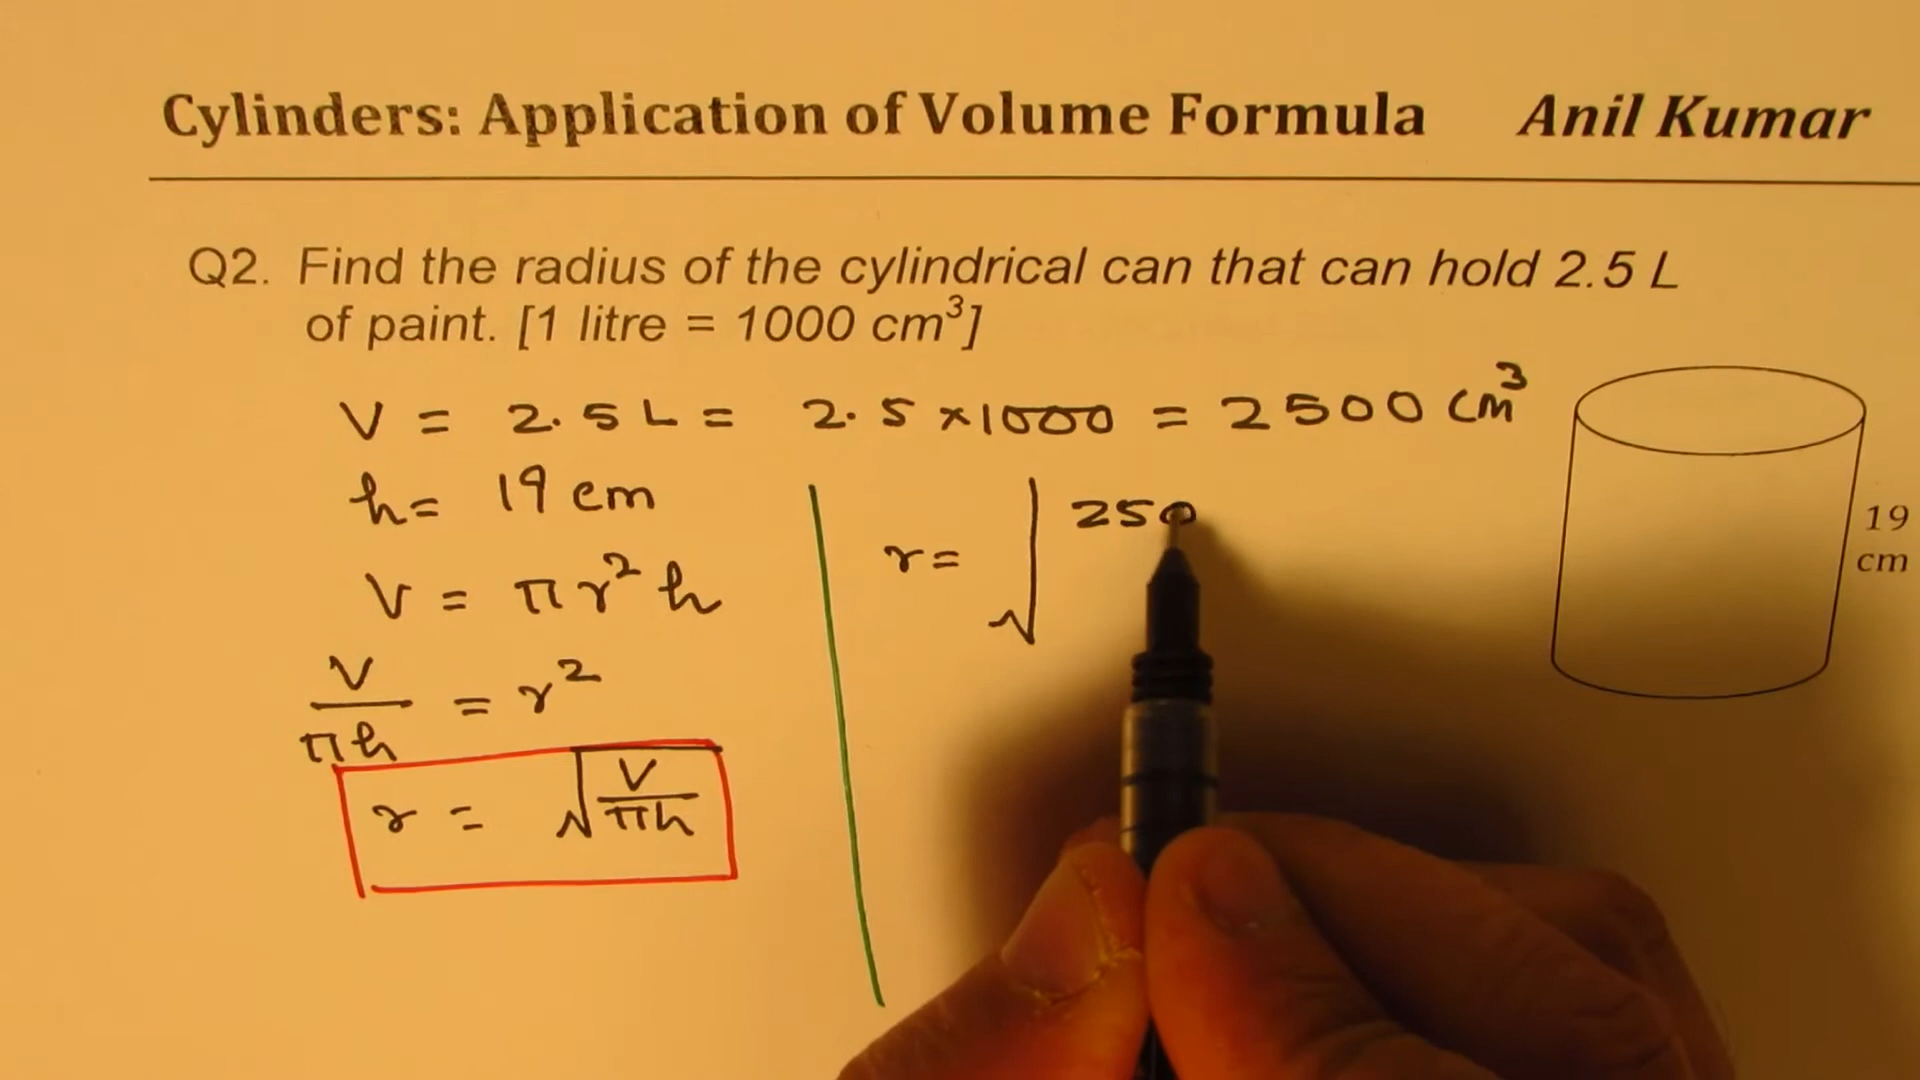 Cylinders: Application of Volume Formula Anil Kumar
Q2. Find the radius of the cylindrical can that can hold 2.5 L
of paint. [1 litre = 1000 cm³]
V = 2.5 L = 2.5 × 1000 = 2500 cm³
h = 19 cm
V = πr²h
V/πh = r²
r = √(V/πh)
r = √250
19
cm